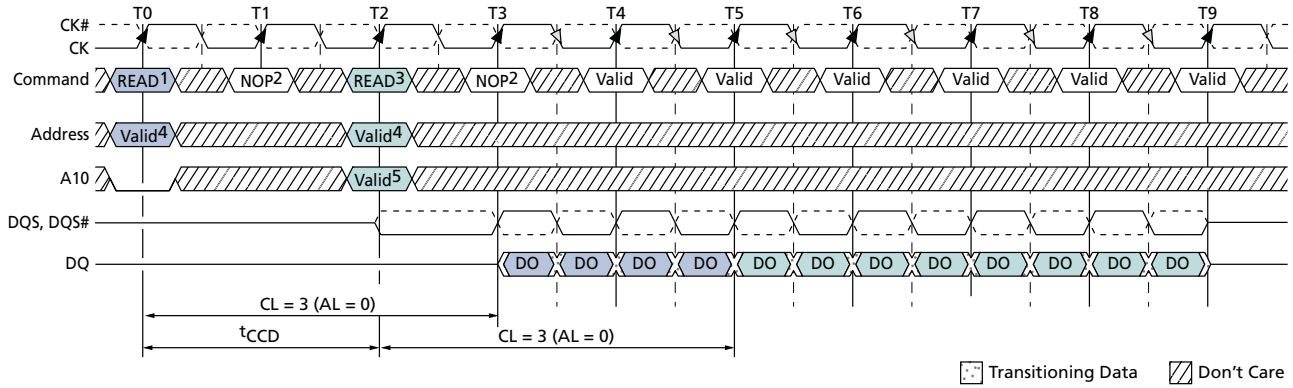 T0 T1 T2 T3 T4 T5 T6 T7 T8 T9
CK#
CK
Command READ1 NOP2 READ3 NOP2 Valid Valid Valid Valid Valid Valid
Address Valid4 Valid4
A10 Valid5
DQS, DQS#
DQ DO DO DO DO DO DO DO DO DO DO DO DO
CL = 3 (AL = 0)
tCCD CL = 3 (AL = 0)
Transitioning Data Don't Care